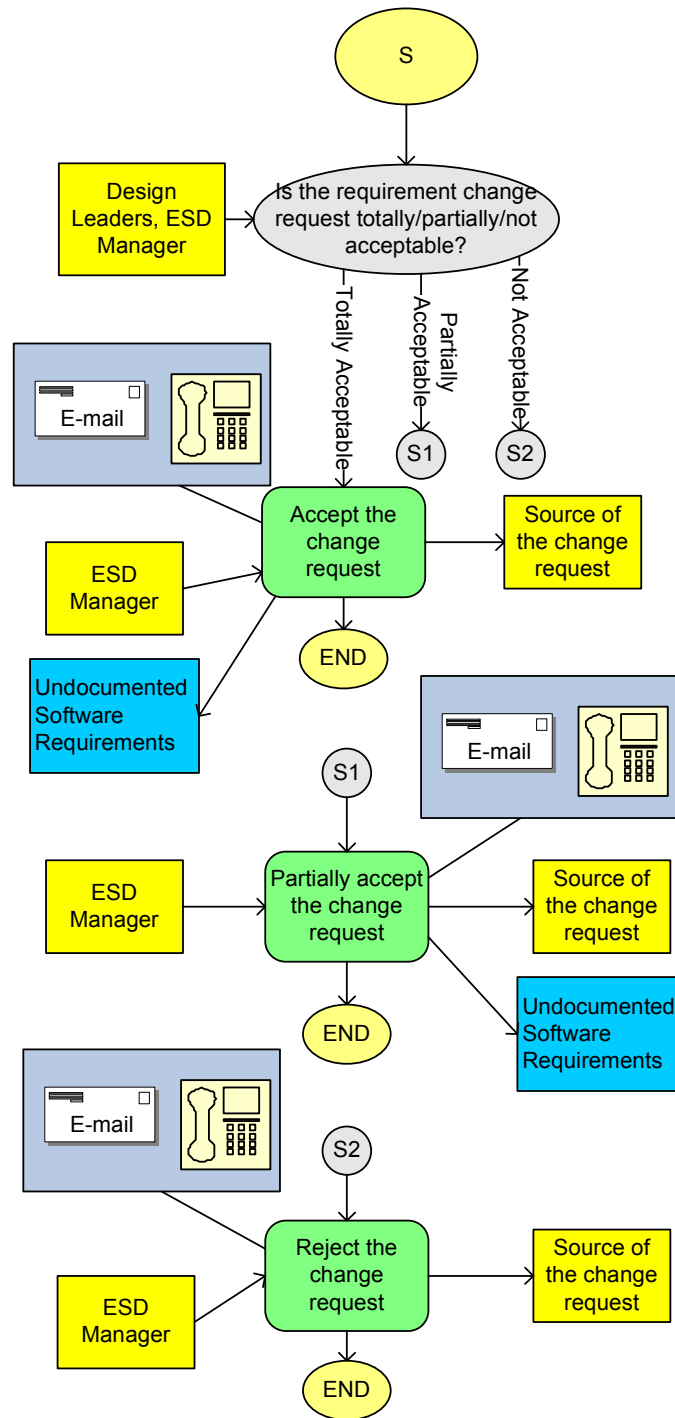 S
Design
Leaders, ESD
Manager
Is the requirement change
request totally/partially/not
acceptable?
Totally Acceptable
Partially
Acceptable
Not Acceptable
E-mail
S1
S2
Accept the
change
request
Source of
the change
request
ESD
Manager
END
Undocumented
Software
Requirements
E-mail
S1
ESD
Manager
Partially accept
the change
request
Source of
the change
request
END
Undocumented
Software
Requirements
E-mail
S2
Reject the
change
request
Source of
the change
request
ESD
Manager
END